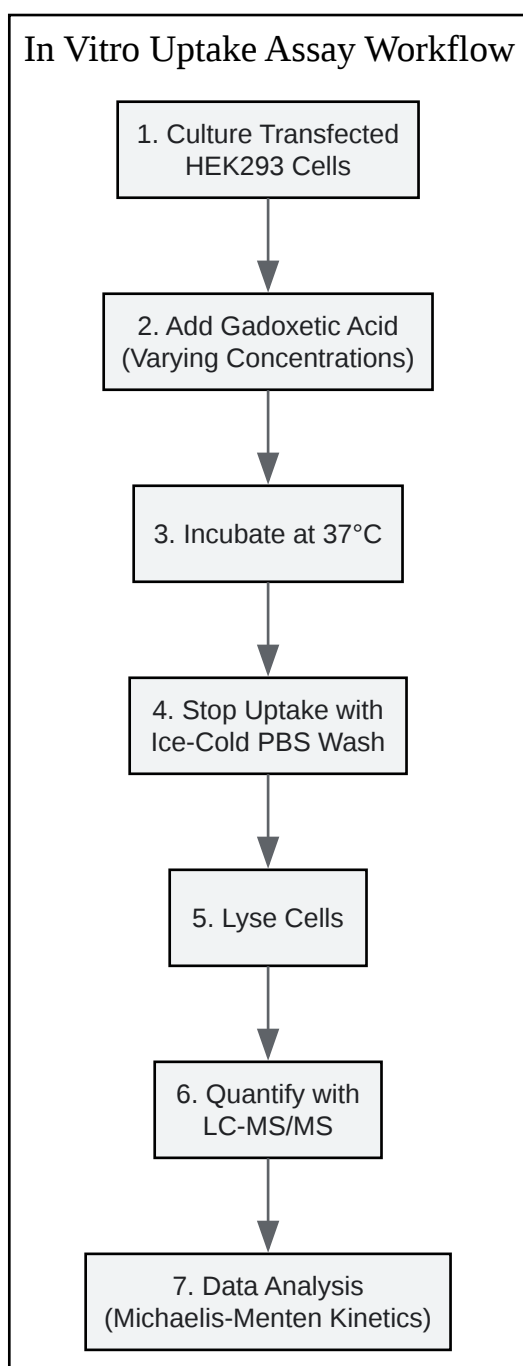 In Vitro Uptake Assay Workflow
1. Culture Transfected
HEK293 Cells
2. Add Gadoxetic Acid
(Varying Concentrations)
3. Incubate at 37°C
4. Stop Uptake with
Ice-Cold PBS Wash
5. Lyse Cells
6. Quantify with
LC-MS/MS
7. Data Analysis
(Michaelis-Menten Kinetics)